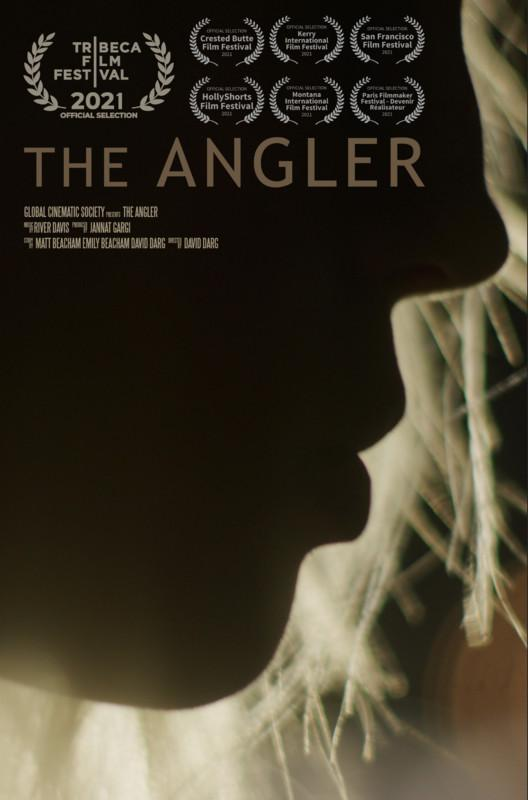 TRIBECA
FILM
FESTIVAL
2021
OFFICIAL SELECTION
OFFICIAL SELECTION
Crested Butte
Film Festival
2021
OFFICIAL SELECTION
Kerry
International
Film Festival
2021
OFFICIAL SELECTION
San Francisco
Film Festival
2021
OFFICIAL SELECTION
HollyShorts
Film Festival
2021
OFFICIAL SELECTION
Montana
International
Film Festival
2021
OFFICIAL SELECTION
Paris Filmmaker
Festival - Devenir
Réalisateur
2021
THE ANGLER
GLOBAL CINEMATIC SOCIETY PRESENTS THE ANGLER
MUSIC BY RIVER DAVIS PRODUCED BY JANNAT GARGI
STORY BY MATT BEACHAM EMILY BEACHAM DAVID DARG DIRECTED BY DAVID DARG